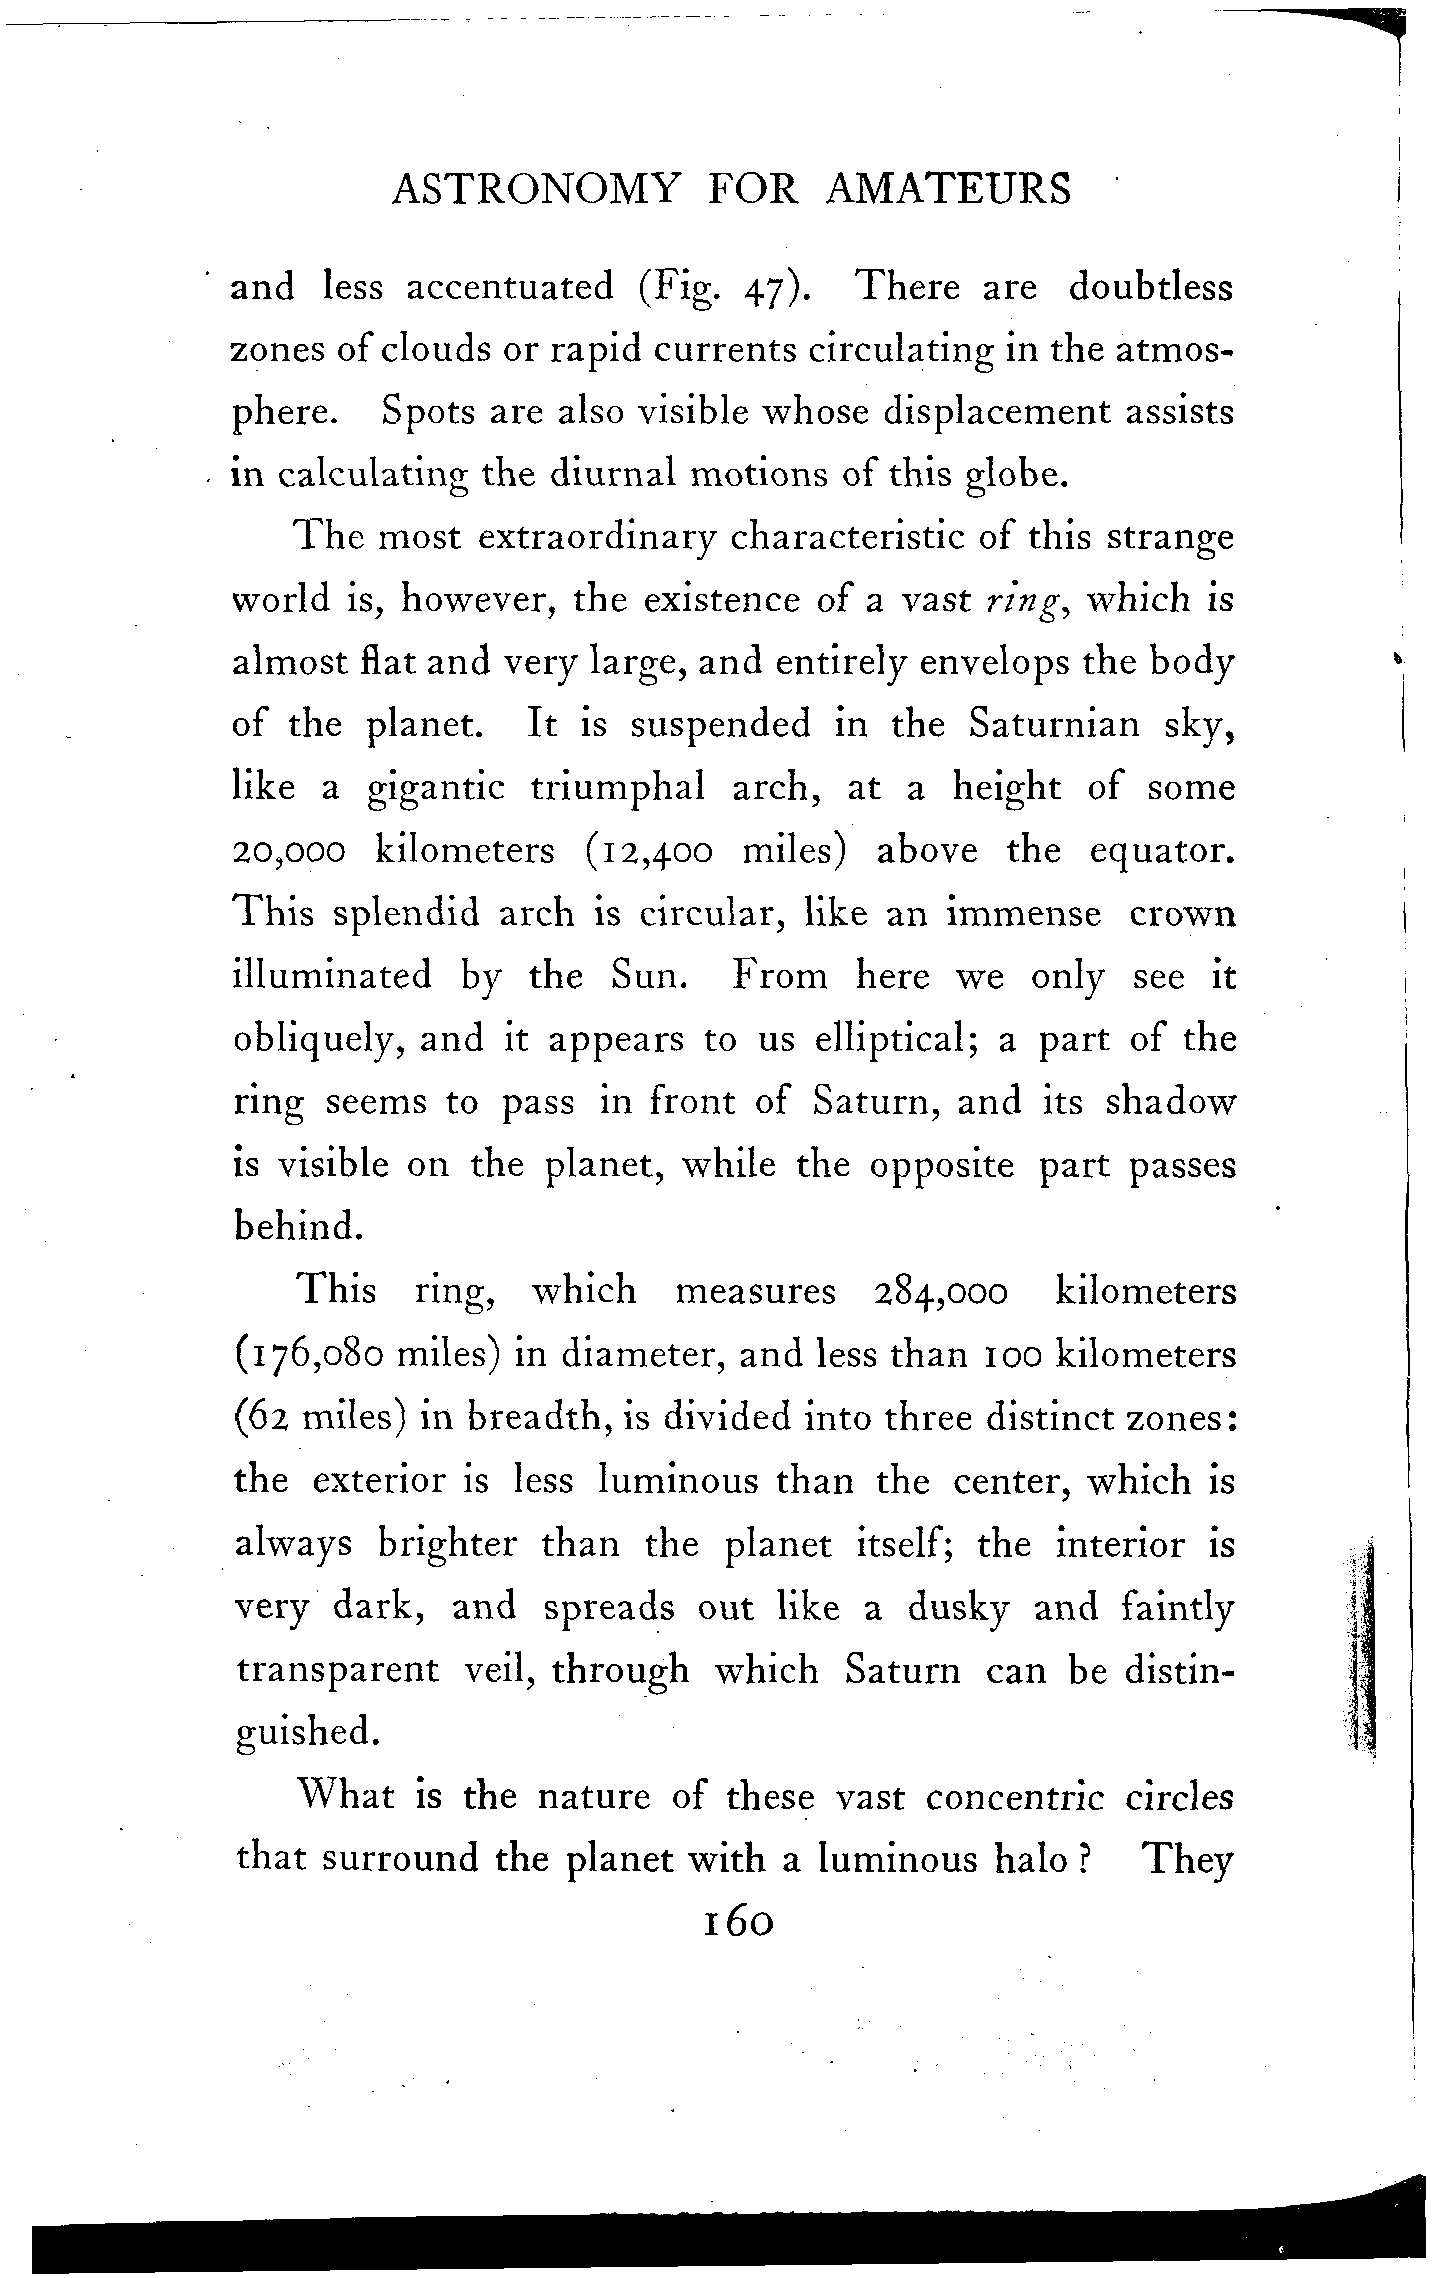 ASTRONOMY FOR AMATEURS
and less accentuated (Fig. 47). There are doubtless
zones of clouds or rapid currents circulating in the atmos-
phere. Spots are also visible whose displacement assists
in calculating the diurnal motions of this globe.
The most extraordinary characteristic of this strange
world is, however, the existence of a vast ring, which is
almost flat and very large, and entirely envelops the body
of the planet. It is suspended in the Saturnian sky,
like a gigantic triumphal arch, at a height of some
20,000 kilometers (12,400 miles) above the equator.
This splendid arch is circular, like an immense crown
illuminated by the Sun. From here we only see it
obliquely, and it appears to us elliptical; a part of the
ring seems to pass in front of Saturn, and its shadow
is visible on the planet, while the opposite part passes
behind.
This ring, which measures 284,000 kilometers
(176,080 miles) in diameter, and less than 100 kilometers
(62 miles) in breadth, is divided into three distinct zones:
the exterior is less luminous than the center, which is
always brighter than the planet itself; the interior is
very dark, and spreads out like a dusky and faintly
transparent veil, through which Saturn can be distin-
guished.
What is the nature of these vast concentric circles
that surround the planet with a luminous halo? They
160